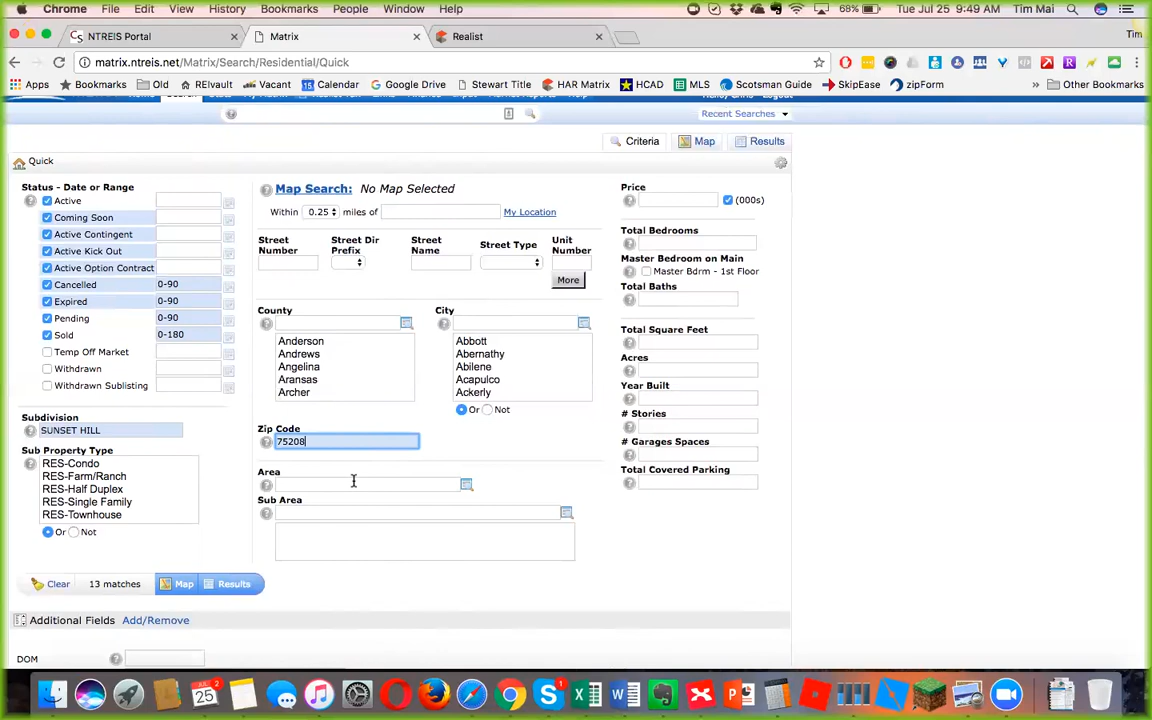 Chrome File Edit View History Bookmarks People Window Help 68% Tue Jul 25 9:49 AM Tim Mai
NTREIS Portal Matrix Realist Tim
matrix.ntreis.net/Matrix/Search/Residential/Quick
Apps Bookmarks Old REIvault Vacant Calendar Google Drive Stewart Title HAR Matrix HCAD MLS Scotsman Guide SkipEase zipForm » Other Bookmarks
Recent Searches
Criteria Map Results
Quick
Status - Date or Range
Active
Coming Soon
Active Contingent
Active Kick Out
Active Option Contract
Cancelled 0-90
Expired 0-90
Pending 0-90
Sold 0-180
Temp Off Market
Withdrawn
Withdrawn Sublisting
Subdivision
SUNSET HILL
Sub Property Type
RES-Condo
RES-Farm/Ranch
RES-Half Duplex
RES-Single Family
RES-Townhouse
Or Not
Map Search: No Map Selected
Within 0.25 miles of My Location
Street Number Street Dir Prefix Street Name Street Type Unit Number
More
County
Anderson
Andrews
Angelina
Aransas
Archer
City
Abbott
Abernathy
Abilene
Acapulco
Ackerly
Or Not
Zip Code
75208
Area
Sub Area
Price
(000s)
Total Bedrooms
Master Bedroom on Main
Master Bdrm - 1st Floor
Total Baths
Total Square Feet
Acres
Year Built
# Stories
# Garages Spaces
Total Covered Parking
Clear 13 matches Map Results
Additional Fields Add/Remove
DOM